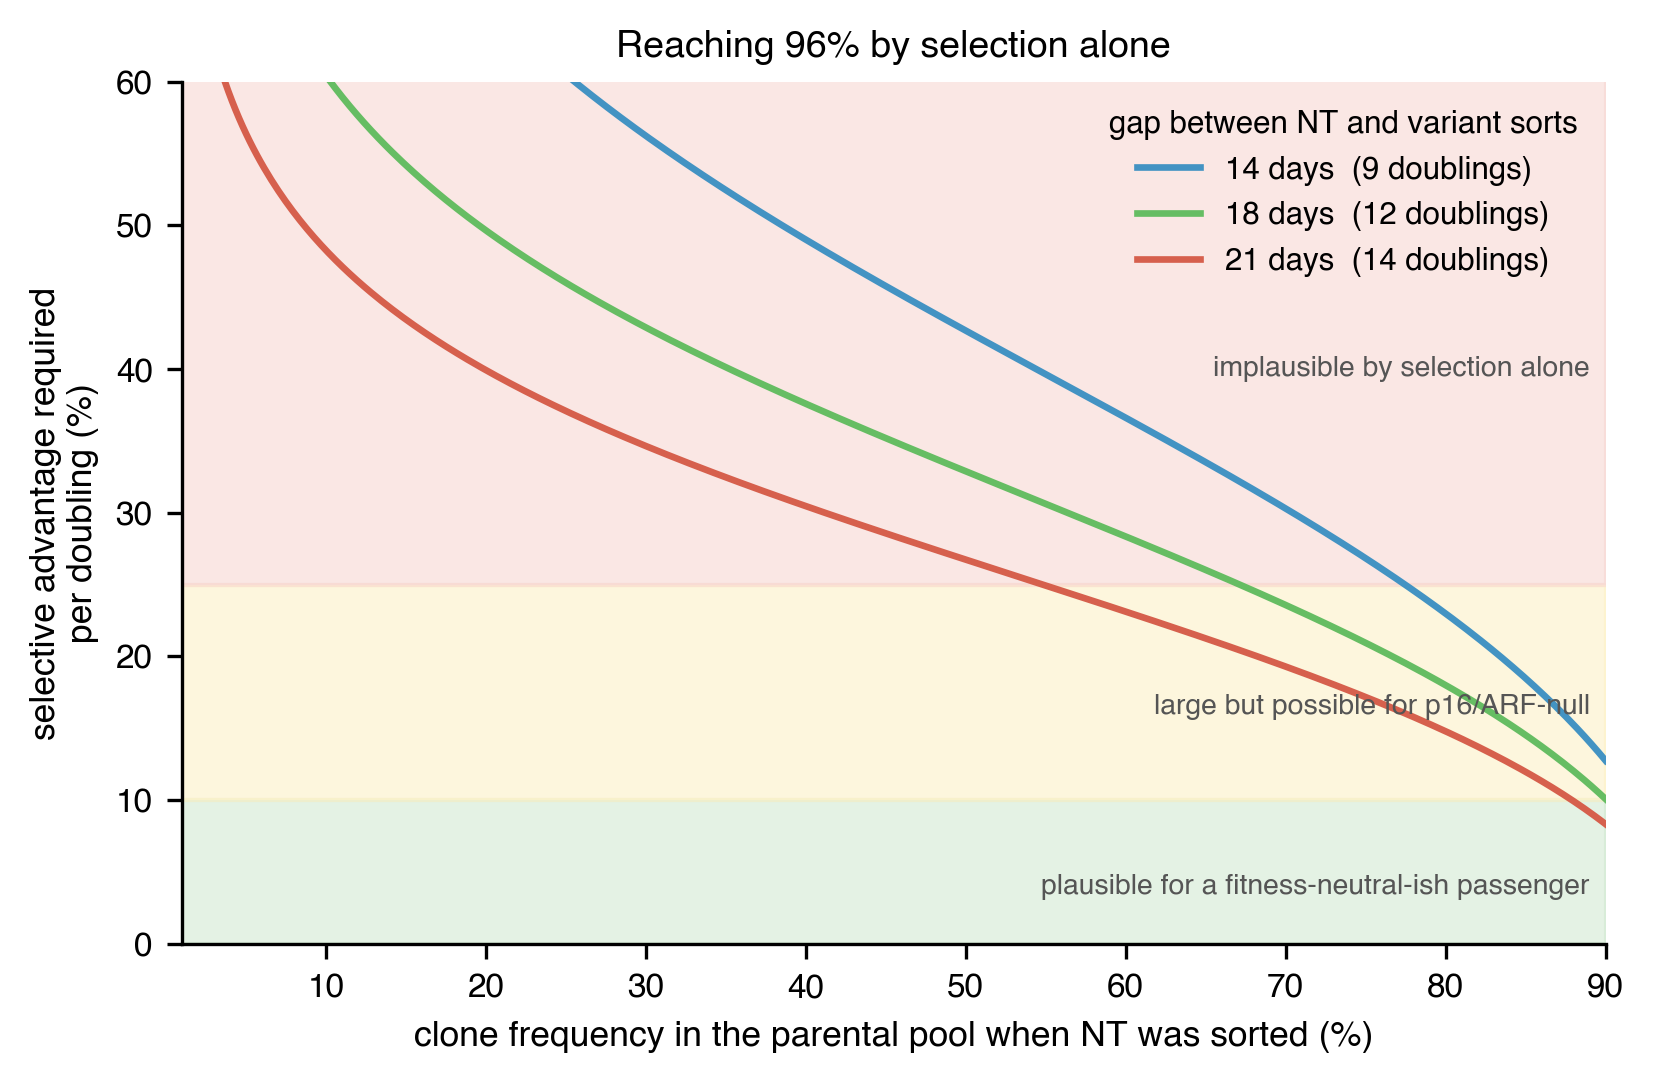 Reaching 96% by selection alone
60
50
40
30
20
10
0
selective advantage required
per doubling (%)
gap between NT and variant sorts
14 days (9 doublings)
18 days (12 doublings)
21 days (14 doublings)
implausible by selection alone
large but possible for p16/ARF-null
plausible for a fitness-neutral-ish passenger
10 20 30 40 50 60 70 80 90
clone frequency in the parental pool when NT was sorted (%)